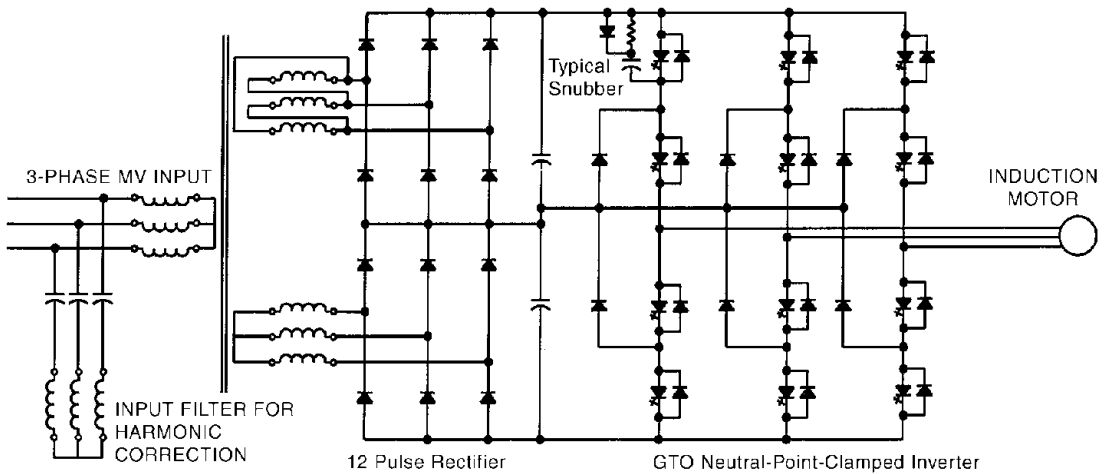 Typical
Snubber
3-PHASE MV INPUT
INDUCTION
MOTOR
INPUT FILTER FOR
HARMONIC
CORRECTION
12 Pulse Rectifier
GTO Neutral-Point-Clamped Inverter